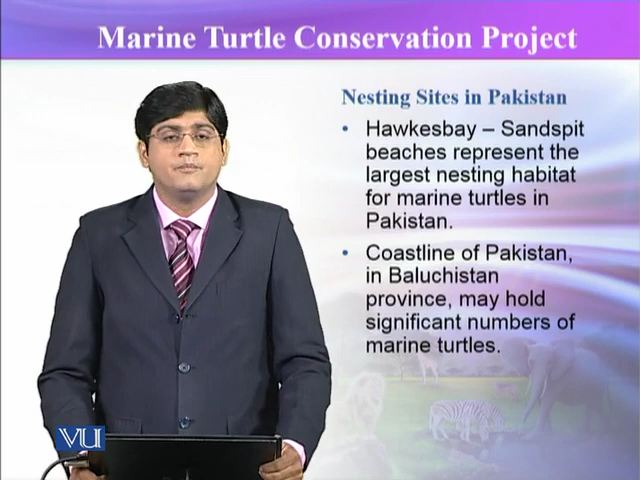 Marine Turtle Conservation Project
Nesting Sites in Pakistan
• Hawkesbay – Sandspit
beaches represent the
largest nesting habitat
for marine turtles in
Pakistan.
• Coastline of Pakistan,
in Baluchistan
province, may hold
significant numbers of
marine turtles.
VU